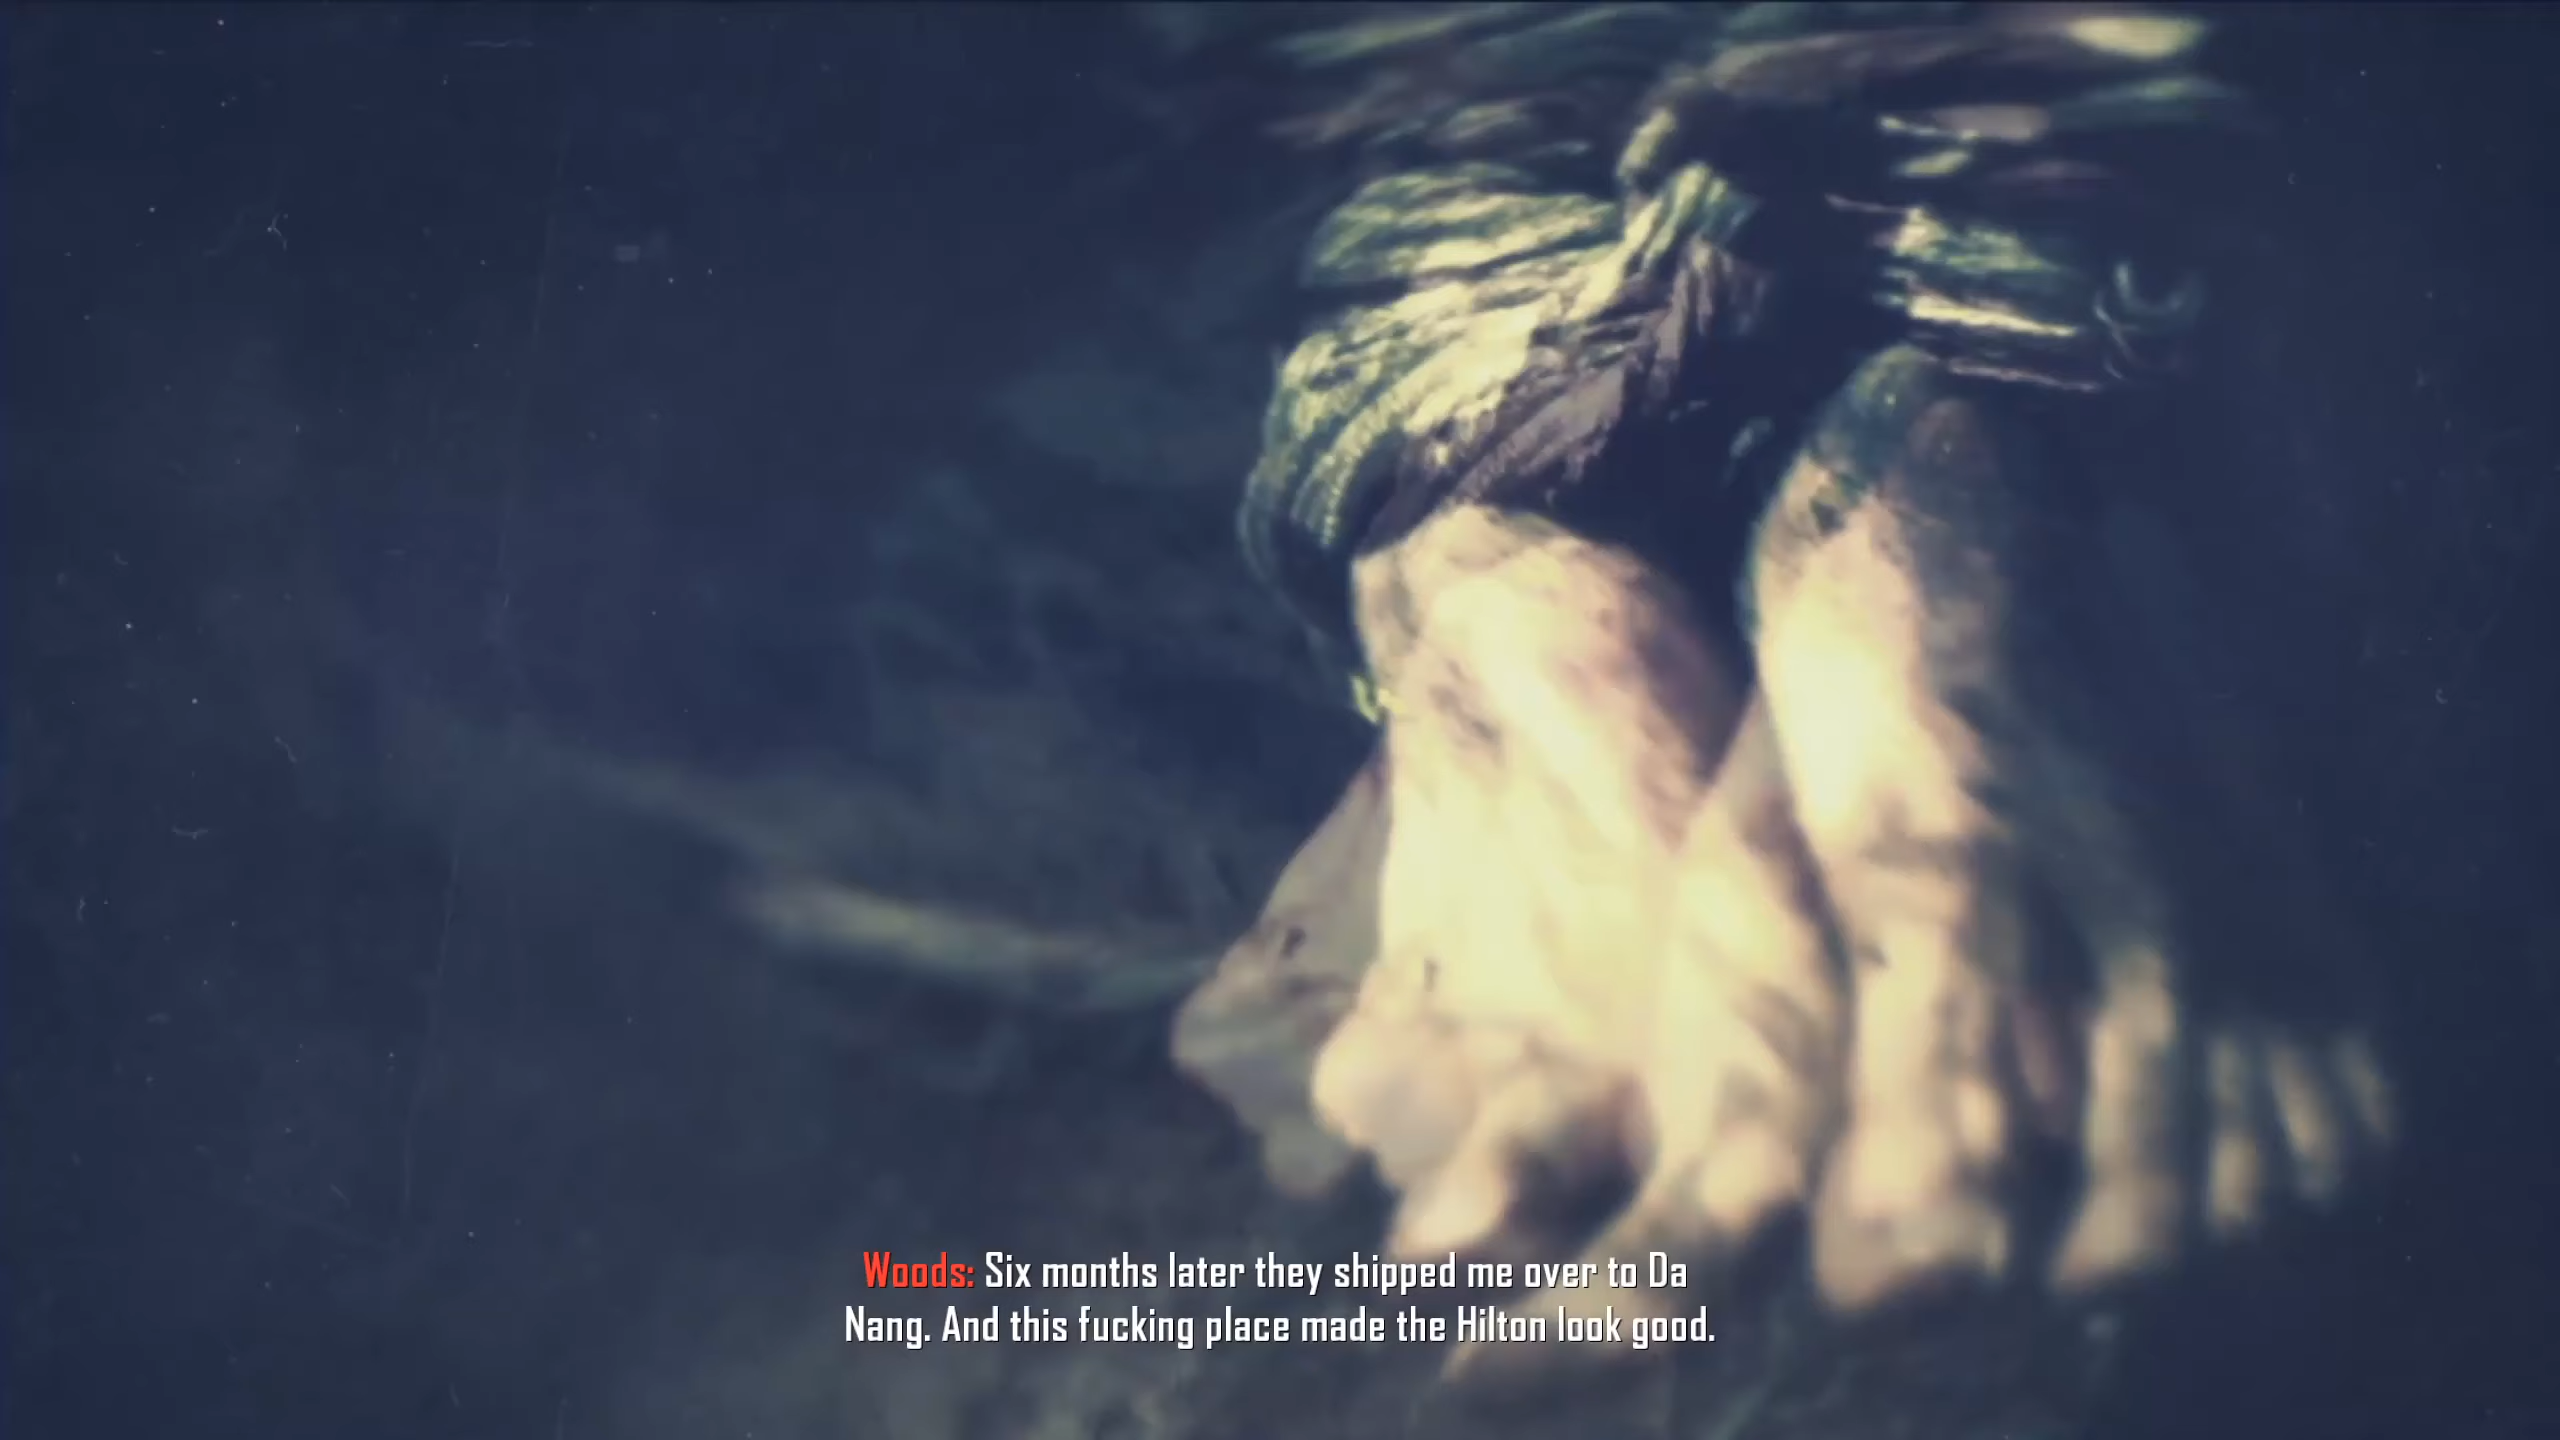 Woods: Six months later they shipped me over to Da
Nang. And this fucking place made the Hilton look good.